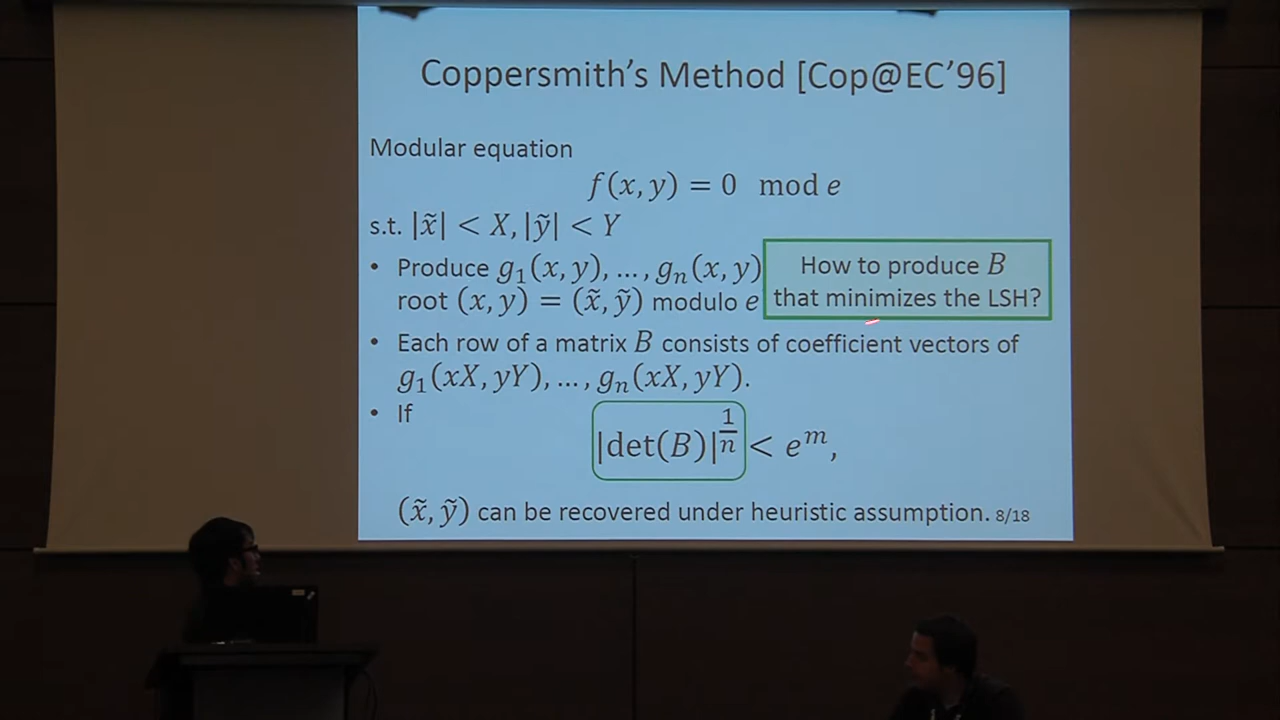 Coppersmith's Method [Cop@EC'96]
Modular equation
f(x, y) = 0 mod e
s.t. |x̃| < X, |ỹ| < Y
• Produce g₁(x, y), …, gₙ(x, y)
How to produce B
root (x, y) = (x̃, ỹ) modulo e
that minimizes the LSH?
• Each row of a matrix B consists of coefficient vectors of
g₁(xX, yY), …, gₙ(xX, yY).
• If
|det(B)|^(1/n) < eᵐ,
(x̃, ỹ) can be recovered under heuristic assumption. 8/18